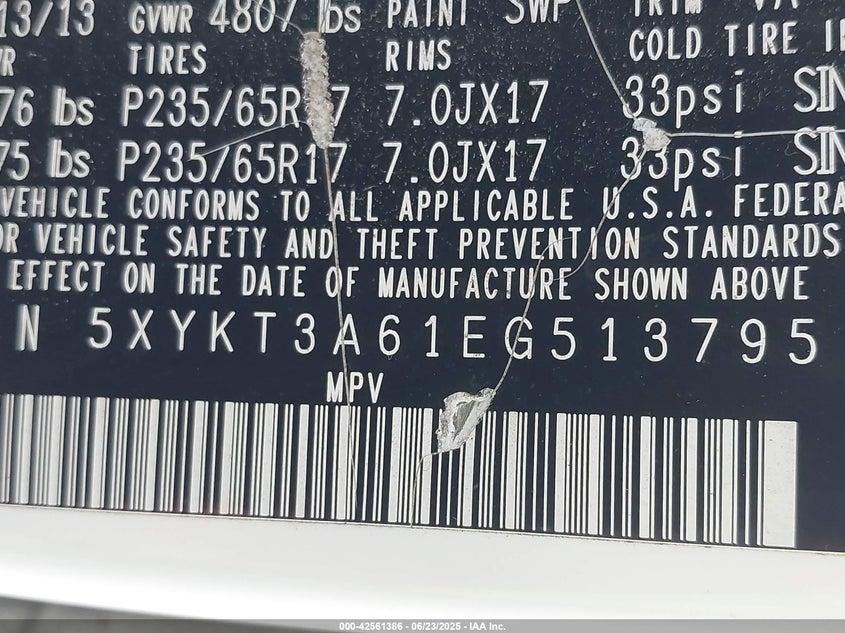 13/13 GVWR 4807 lbs PAINT SWP TRIM VA
TIRES RIMS COLD TIRE
76 lbs P235/65R17 7.0JX17 33psi
75 lbs P235/65R17 7.0JX17 33psi
VEHICLE CONFORMS TO ALL APPLICABLE U.S.A. FEDERA
OR VEHICLE SAFETY AND THEFT PREVENTION STANDARDS
EFFECT ON THE DATE OF MANUFACTURE SHOWN ABOVE
N 5XYKT3A61EG513795
MPV
000-42561386 - 06/23/2025 - IAA Inc.